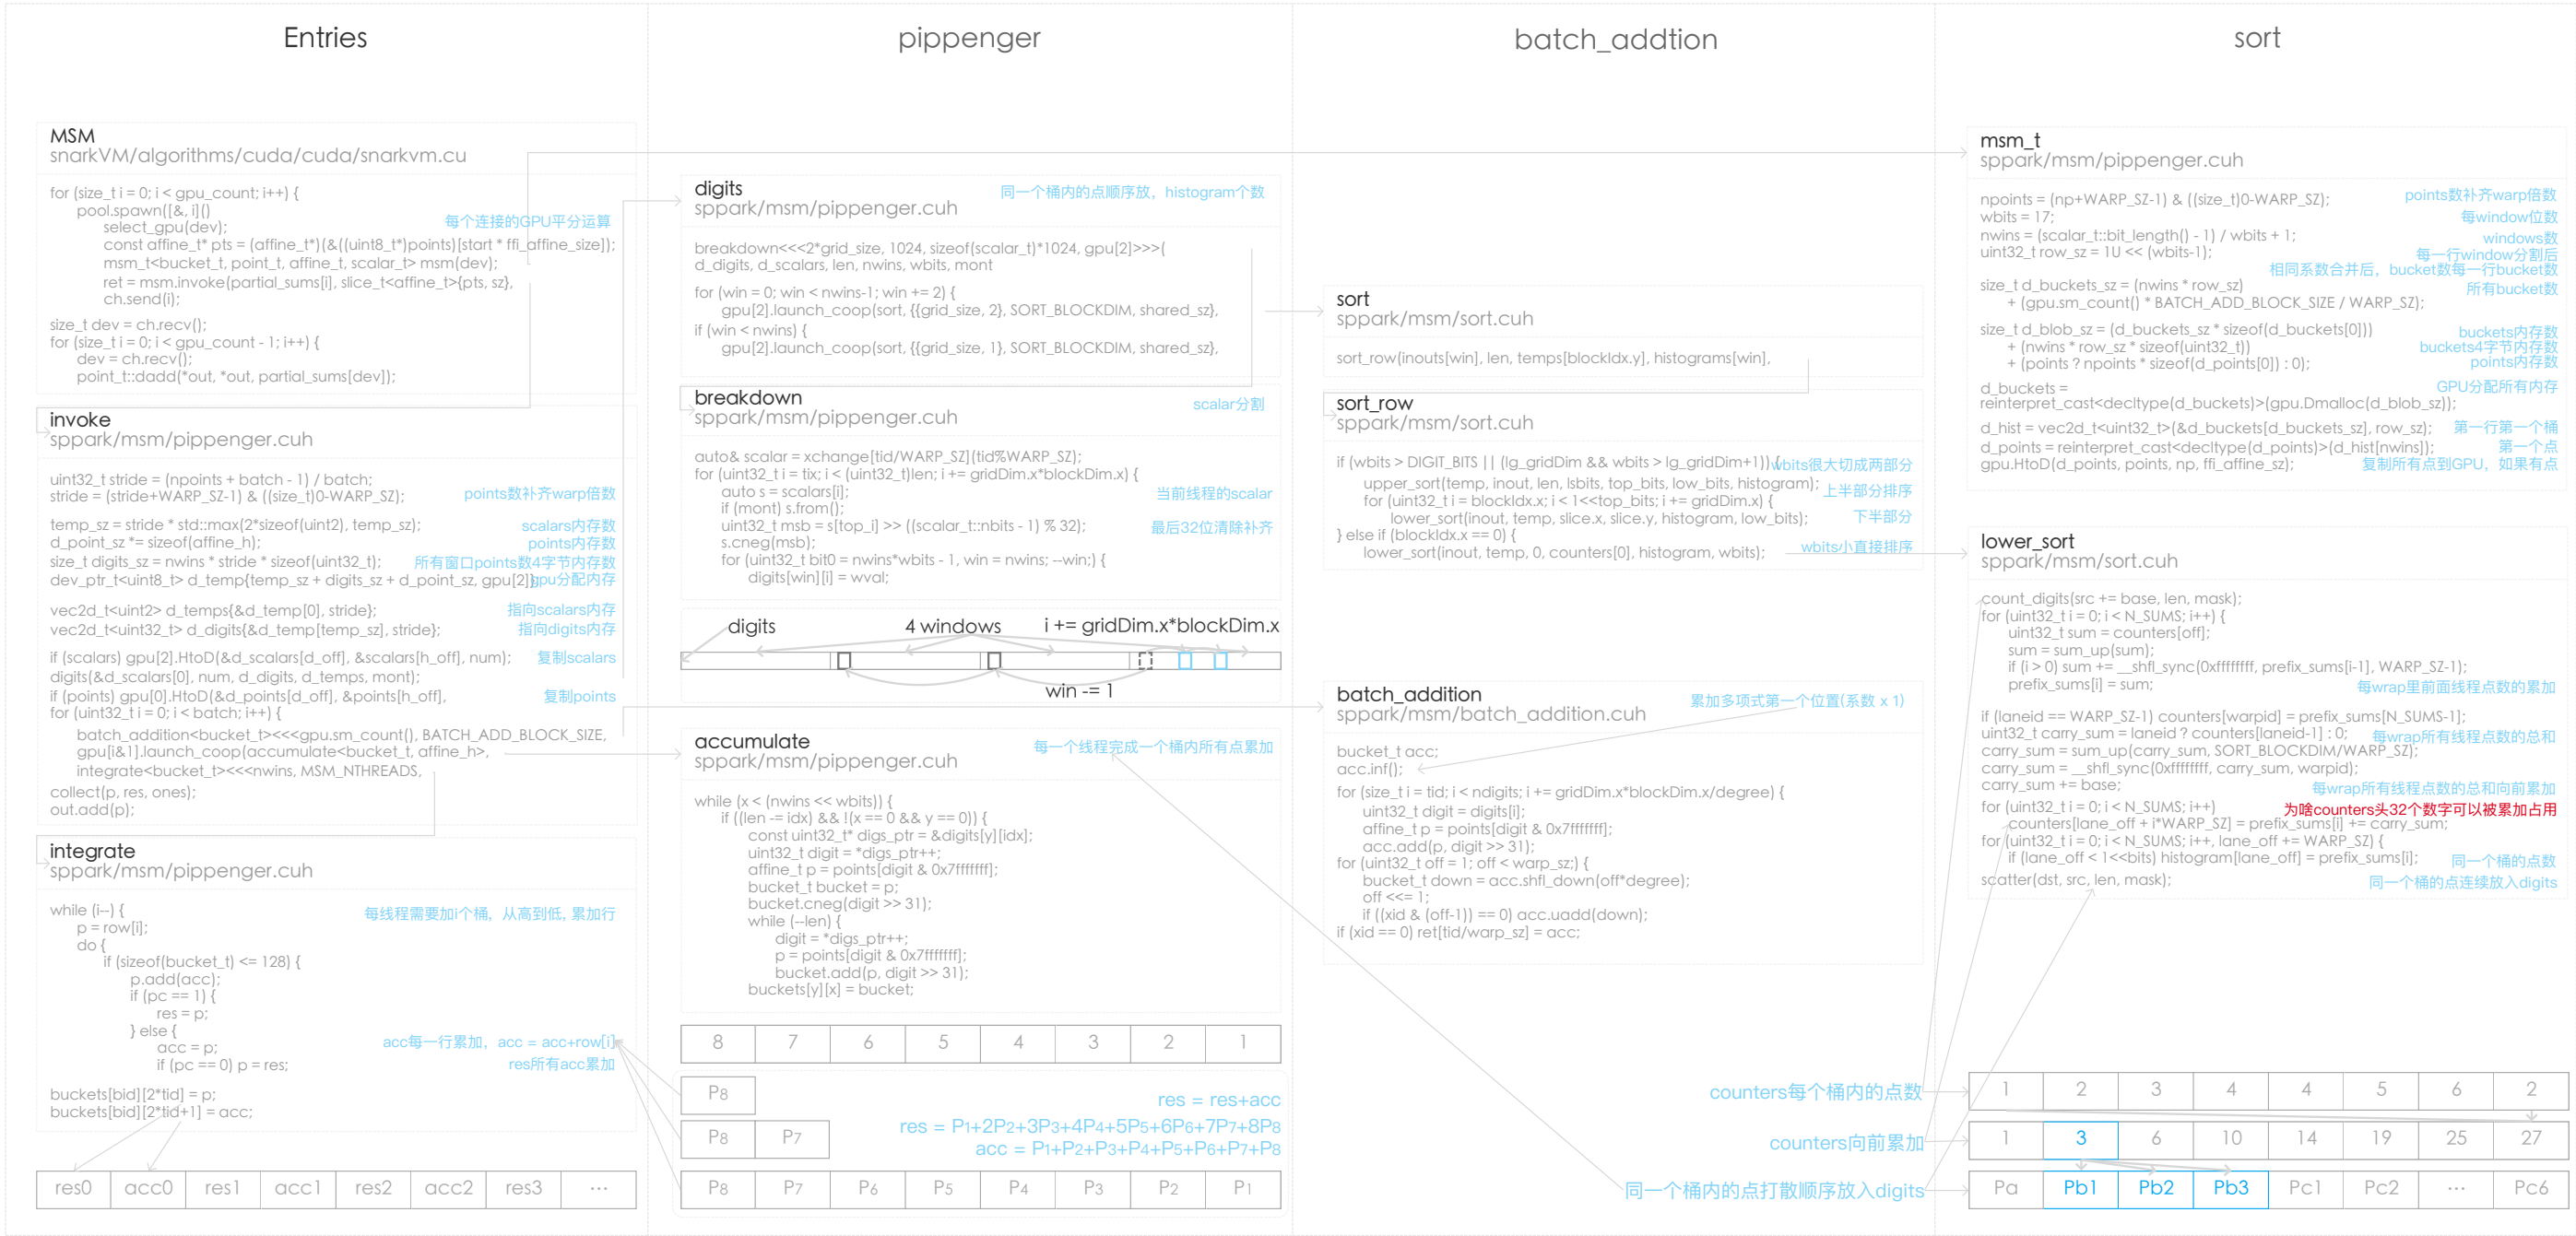 Entries
MSM
snarkVM/algorithms/cuda/cuda/snarkvm.cu
for (size_t i = 0; i < gpu_count; i++) {
pool.spawn([&, i]()
每个连接的GPU平分运算
select_gpu(dev);
const affine_t* pts = (affine_t*)(&((uint8_t*)points)[start * ffi_affine_size]);
msm_t<bucket_t, point_t, affine_t, scalar_t> msm(dev);
ret = msm.invoke(partial_sums[i], slice_t<affine_t>{pts, sz},
ch.send(i);
size_t dev = ch.recv();
for (size_t i = 0; i < gpu_count - 1; i++) {
dev = ch.recv();
point_t::dadd(*out, *out, partial_sums[dev]);
invoke
sppark/msm/pippenger.cuh
uint32_t stride = (npoints + batch - 1) / batch;
stride = (stride+WARP_SZ-1) & ((size_t)0-WARP_SZ); points数补齐warp倍数
temp_sz = stride * std::max(2*sizeof(uint2), temp_sz); scalars内存数
d_point_sz *= sizeof(affine_h); points内存数
size_t digits_sz = nwins * stride * sizeof(uint32_t); 所有窗口points数4字节内存数
dev_ptr_t<uint8_t> d_temp{temp_sz + digits_sz + d_point_sz, gpu[2]}; gpu分配内存
vec2d_t<uint2> d_temps{&d_temp[0], stride}; 指向scalars内存
vec2d_t<uint32_t> d_digits{&d_temp[temp_sz], stride}; 指向digits内存
if (scalars) gpu[2].HtoD(&d_scalars[d_off], &scalars[h_off], num); 复制scalars
digits(&d_scalars[0], num, d_digits, d_temps, mont);
if (points) gpu[0].HtoD(&d_points[d_off], &points[h_off], 复制points
for (uint32_t i = 0; i < batch; i++) {
batch_addition<bucket_t><<<gpu.sm_count(), BATCH_ADD_BLOCK_SIZE,
gpu[i&1].launch_coop(accumulate<bucket_t, affine_h>,
integrate<bucket_t><<<nwins, MSM_NTHREADS,
collect(p, res, ones);
out.add(p);
integrate
sppark/msm/pippenger.cuh
while (i--) { 每线程需要加i个桶，从高到低, 累加行
p = row[i];
do {
if (sizeof(bucket_t) <= 128) {
p.add(acc);
if (pc == 1) {
res = p;
} else {
acc = p; acc每一行累加，acc = acc+row[i]
if (pc == 0) p = res; res所有acc累加
buckets[bid][2*tid] = p;
buckets[bid][2*tid+1] = acc;
res0 acc0 res1 acc1 res2 acc2 res3 ...
pippenger
digits 同一个桶内的点顺序放，histogram个数
sppark/msm/pippenger.cuh
breakdown<<<2*grid_size, 1024, sizeof(scalar_t)*1024, gpu[2]>>>(
d_digits, d_scalars, len, nwins, wbits, mont
for (win = 0; win < nwins-1; win += 2) {
gpu[2].launch_coop(sort, {{grid_size, 2}, SORT_BLOCKDIM, shared_sz},
if (win < nwins) {
gpu[2].launch_coop(sort, {{grid_size, 1}, SORT_BLOCKDIM, shared_sz},
breakdown
sppark/msm/pippenger.cuh
scalar分割
auto& scalar = xchange[tid/WARP_SZ](tid%WARP_SZ);
for (uint32_t i = tix; i < (uint32_t)len; i += gridDim.x*blockDim.x) {
auto s = scalars[i]; 当前线程的scalar
if (mont) s.from();
uint32_t msb = s[top_i] >> ((scalar_t::nbits - 1) % 32); 最后32位清除补齐
s.cneg(msb);
for (uint32_t bit0 = nwins*wbits - 1, win = nwins; --win;) {
digits[win][i] = wval;
digits 4 windows i += gridDim.x*blockDim.x
win -= 1
accumulate
sppark/msm/pippenger.cuh
每一个线程完成一个桶内所有点累加
while (x < (nwins << wbits)) {
if ((len -= idx) && !(x == 0 && y == 0)) {
const uint32_t* digs_ptr = &digits[y][idx];
uint32_t digit = *digs_ptr++;
affine_t p = points[digit & 0x7fffffff];
bucket_t bucket = p;
bucket.cneg(digit >> 31);
while (--len) {
digit = *digs_ptr++;
p = points[digit & 0x7fffffff];
bucket.add(p, digit >> 31);
buckets[y][x] = bucket;
8 7 6 5 4 3 2 1
P8
res = res+acc
P8 P7
res = P1+2P2+3P3+4P4+5P5+6P6+7P7+8P8
acc = P1+P2+P3+P4+P5+P6+P7+P8
P8 P7 P6 P5 P4 P3 P2 P1
batch_addtion
sort
sppark/msm/sort.cuh
sort_row(inouts[win], len, temps[blockIdx.y], histograms[win],
sort_row
sppark/msm/sort.cuh
if (wbits > DIGIT_BITS || (lg_gridDim && wbits > lg_gridDim+1)) { wbits很大切成两部分
upper_sort(temp, inout, len, lsbits, top_bits, low_bits, histogram); 上半部分排序
for (uint32_t i = blockIdx.x; i < 1<<top_bits; i += gridDim.x) {
lower_sort(inout, temp, slice.x, slice.y, histogram, low_bits); 下半部分
} else if (blockIdx.x == 0) {
lower_sort(inout, temp, 0, counters[0], histogram, wbits); wbits小直接排序
batch_addition
sppark/msm/batch_addition.cuh
累加多项式第一个位置(系数 x 1)
bucket_t acc;
acc.inf();
for (size_t i = tid; i < ndigits; i += gridDim.x*blockDim.x/degree) {
uint32_t digit = digits[i];
affine_t p = points[digit & 0x7fffffff];
acc.add(p, digit >> 31);
for (uint32_t off = 1; off < warp_sz;) {
bucket_t down = acc.shfl_down(off*degree);
off <<= 1;
if ((xid & (off-1)) == 0) acc.uadd(down);
if (xid == 0) ret[tid/warp_sz] = acc;
sort
msm_t
sppark/msm/pippenger.cuh
npoints = (np+WARP_SZ-1) & ((size_t)0-WARP_SZ); points数补齐warp倍数
wbits = 17; 每window位数
nwins = (scalar_t::bit_length() - 1) / wbits + 1; windows数
uint32_t row_sz = 1U << (wbits-1); 每一行window分割后
相同系数合并后，bucket数每一行bucket数
size_t d_buckets_sz = (nwins * row_sz) 所有bucket数
+ (gpu.sm_count() * BATCH_ADD_BLOCK_SIZE / WARP_SZ);
size_t d_blob_sz = (d_buckets_sz * sizeof(d_buckets[0])) buckets内存数
+ (nwins * row_sz * sizeof(uint32_t)) buckets4字节内存数
+ (points ? npoints * sizeof(d_points[0]) : 0); points内存数
d_buckets = GPU分配所有内存
reinterpret_cast<decltype(d_buckets)>(gpu.Dmalloc(d_blob_sz));
d_hist = vec2d_t<uint32_t>(&d_buckets[d_buckets_sz], row_sz); 第一行第一个桶
d_points = reinterpret_cast<decltype(d_points)>(d_hist[nwins]); 第一个点
gpu.HtoD(d_points, points, np, ffi_affine_sz); 复制所有点到GPU，如果有点
lower_sort
sppark/msm/sort.cuh
count_digits(src += base, len, mask);
for (uint32_t i = 0; i < N_SUMS; i++) {
uint32_t sum = counters[off];
sum = sum_up(sum);
if (i > 0) sum += __shfl_sync(0xffffffff, prefix_sums[i-1], WARP_SZ-1);
prefix_sums[i] = sum; 每wrap里前面线程点数的累加
if (laneid == WARP_SZ-1) counters[warpid] = prefix_sums[N_SUMS-1];
uint32_t carry_sum = laneid ? counters[laneid-1] : 0; 每wrap所有线程点数的总和
carry_sum = sum_up(carry_sum, SORT_BLOCKDIM/WARP_SZ);
carry_sum = __shfl_sync(0xffffffff, carry_sum, warpid);
carry_sum += base; 每wrap所有线程点数的总和向前累加
for (uint32_t i = 0; i < N_SUMS; i++) 为啥counters头32个数字可以被累加占用
counters[lane_off + i*WARP_SZ] = prefix_sums[i] += carry_sum;
for (uint32_t i = 0; i < N_SUMS; i++, lane_off += WARP_SZ) {
if (lane_off < 1<<bits) histogram[lane_off] = prefix_sums[i]; 同一个桶的点数
scatter(dst, src, len, mask); 同一个桶的点连续放入digits
counters每个桶内的点数 1 2 3 4 4 5 6 2
counters向前累加 1 3 6 10 14 19 25 27
同一个桶内的点打散顺序放入digits Pa Pb1 Pb2 Pb3 Pc1 Pc2 ... Pc6